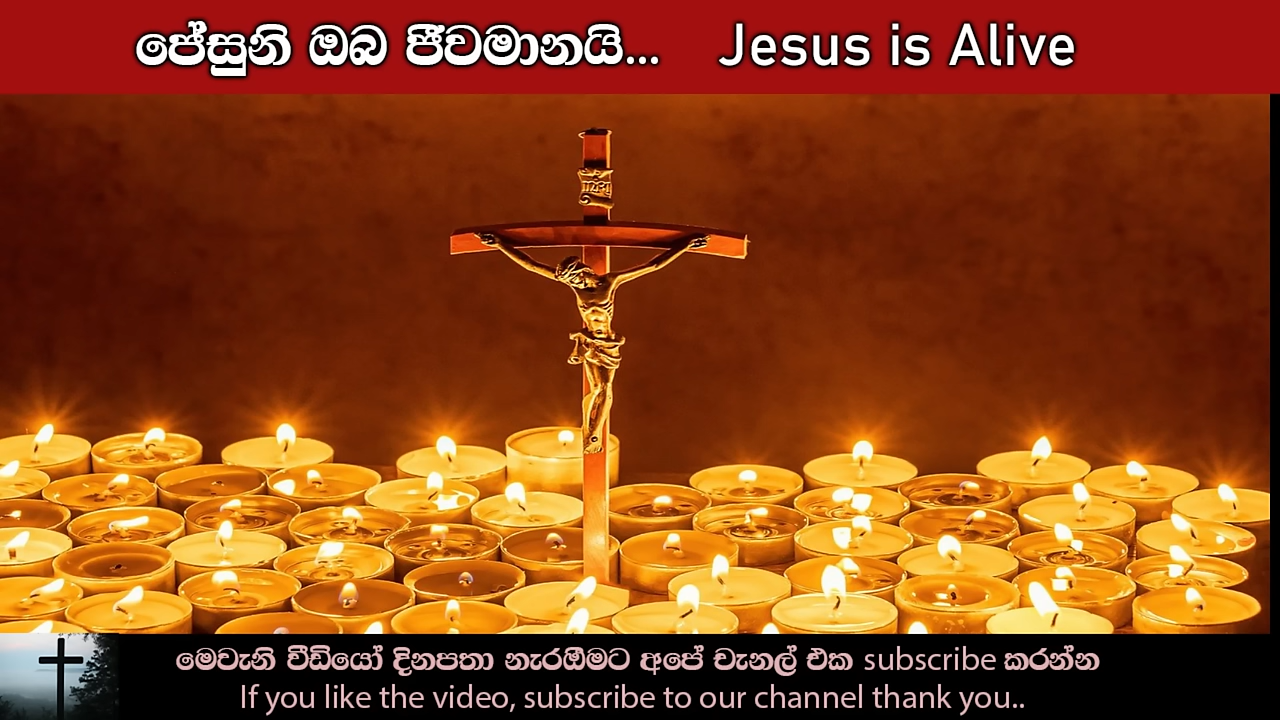 ජේසුනි ඔබ ජීවමානයි... Jesus is Alive
මෙවැනි වීඩියෝ දිනපතා නැරඹීමට අපේ චැනල් එක subscribe කරන්න
If you like the video, subscribe to our channel thank you..